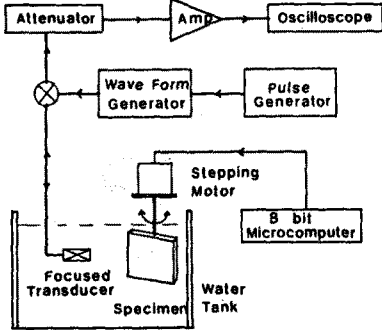 Attenuator
Amp
Oscilloscope
Wave Form
Generator
Pulse
Generator
Stepping
Motor
8 bit
Microcomputer
Focused
Transducer
Specimen
Water
Tank